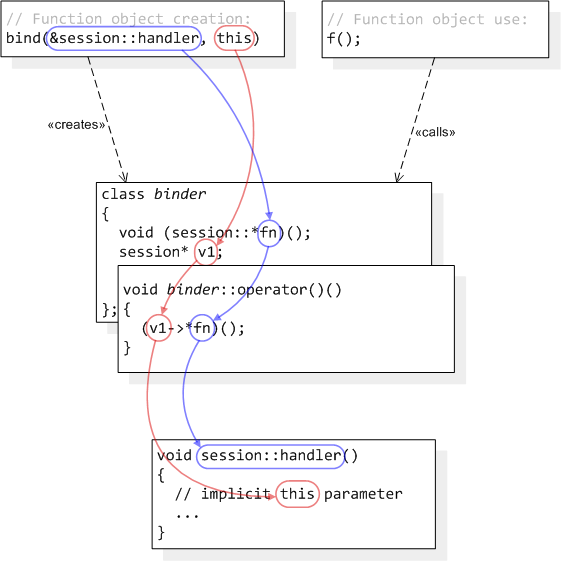 // Function object creation:
bind(&session::handler, this)
// Function object use:
f();
«creates»
«calls»
class binder
{
void (session::*fn)();
session* v1;
};
void binder::operator()()
{
(v1->*fn)();
}
void session::handler()
{
// implicit this parameter
...
}